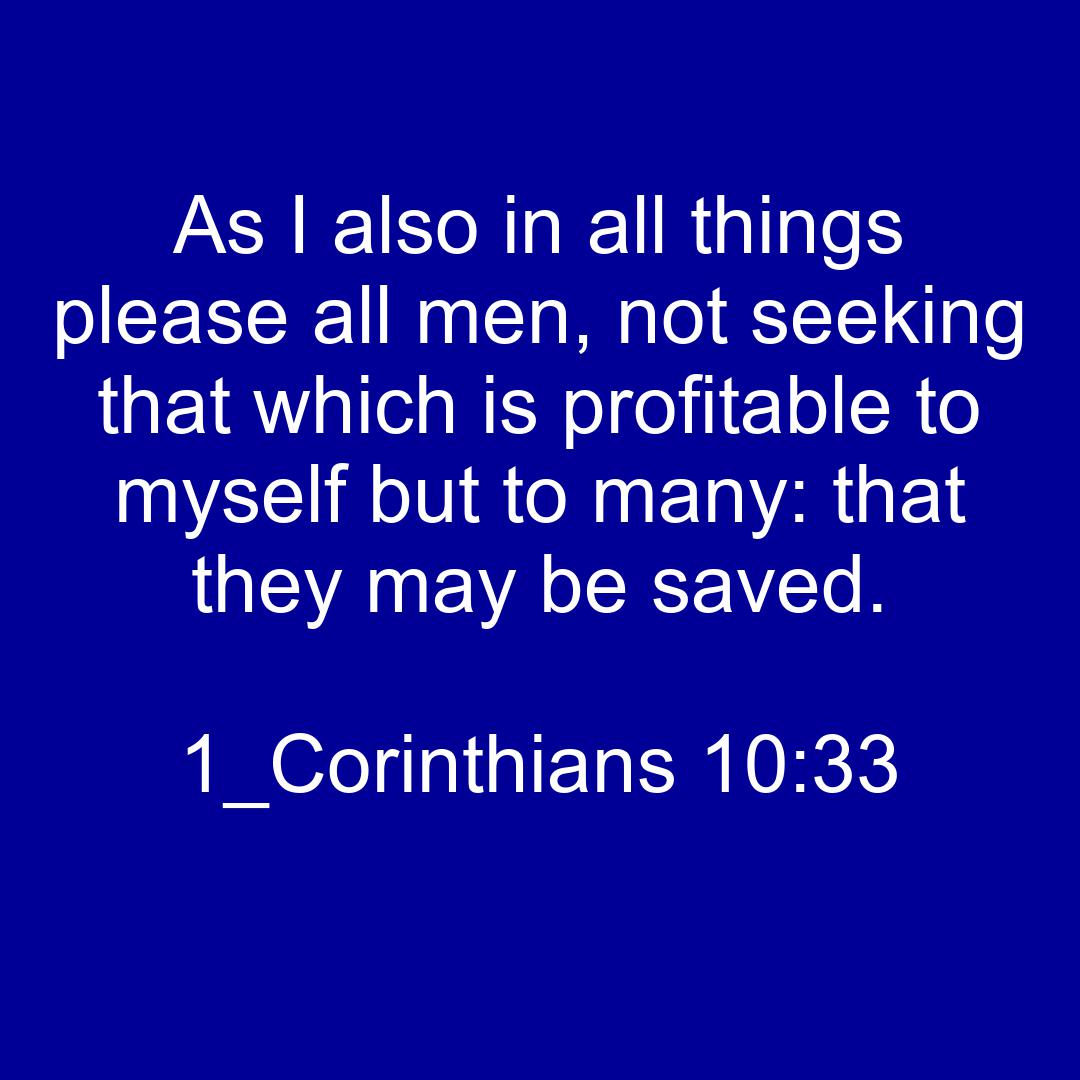 As I also in all things
please all men, not seeking
that which is profitable to
myself but to many: that
they may be saved.
1_Corinthians 10:33